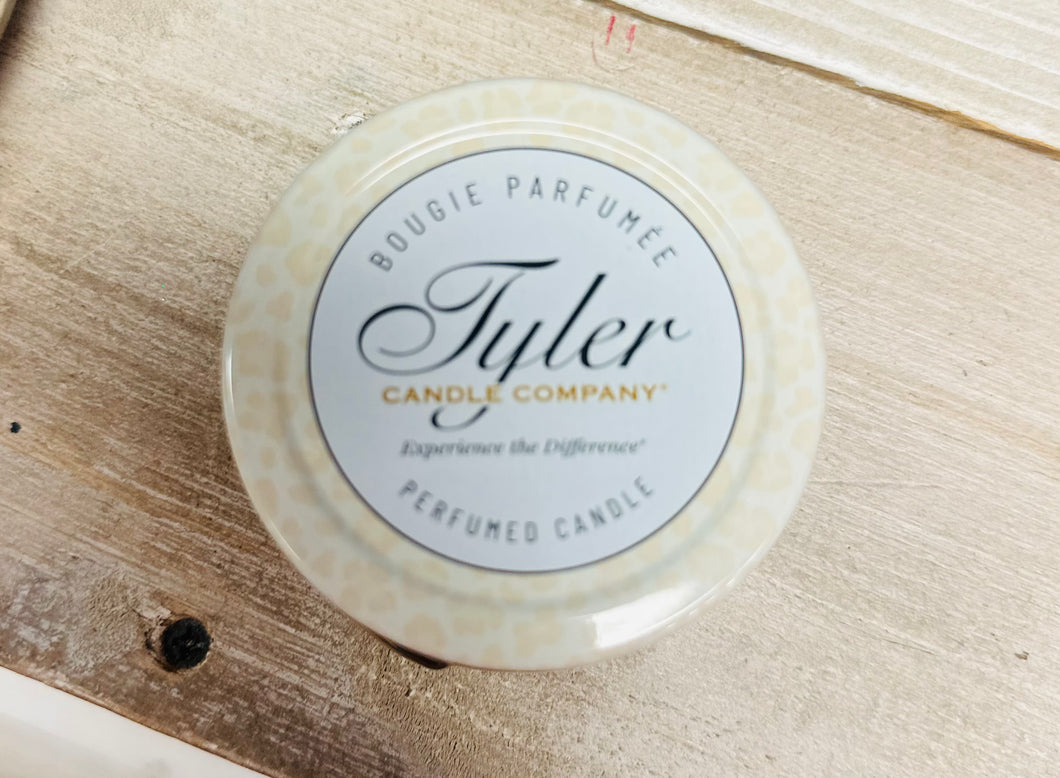 BOUGIE PARFUMÉE
Tyler
CANDLE COMPANY®
Experience the Difference®
PERFUMED CANDLE